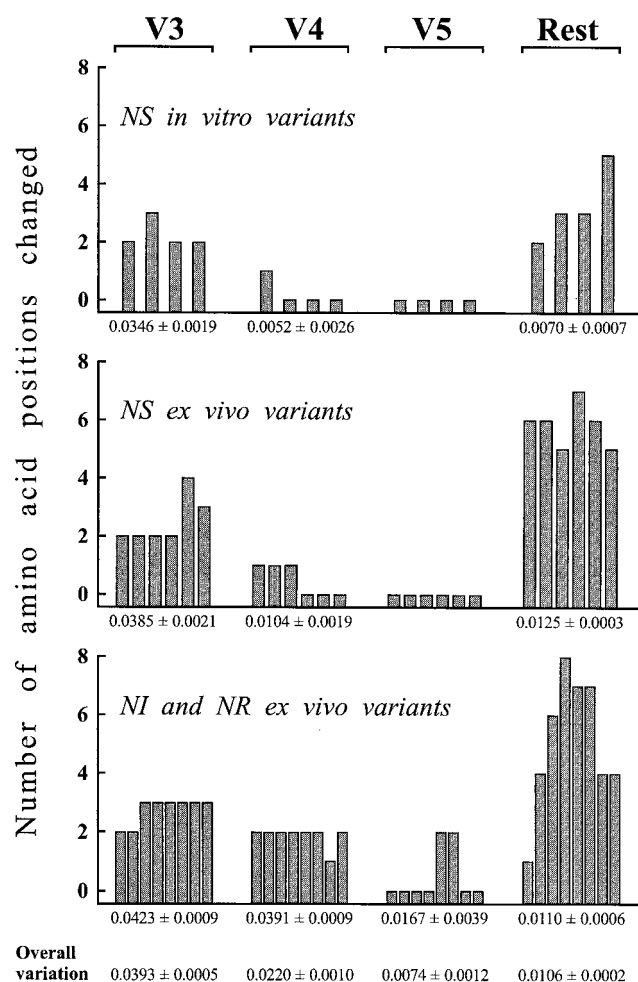 V3 V4 V5 Rest
Number of amino acid positions changed
8
NS in vitro variants
6
4
2
0
0.0346 ± 0.0019 0.0052 ± 0.0026 0.0070 ± 0.0007
8
NS ex vivo variants
6
4
2
0
0.0385 ± 0.0021 0.0104 ± 0.0019 0.0125 ± 0.0003
8
NI and NR ex vivo variants
6
4
2
0
0.0423 ± 0.0009 0.0391 ± 0.0009 0.0167 ± 0.0039 0.0110 ± 0.0006
Overall
variation 0.0393 ± 0.0005 0.0220 ± 0.0010 0.0074 ± 0.0012 0.0106 ± 0.0002